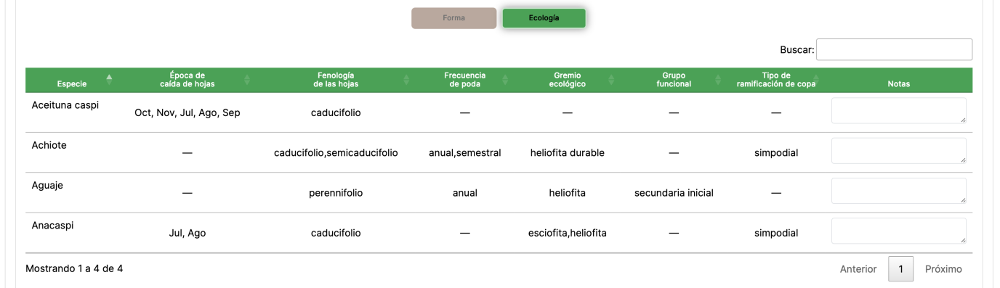 Forma Ecología
Buscar:
Especie Época de caída de hojas Fenología de las hojas Frecuencia de poda Gremio ecológico Grupo funcional Tipo de ramificación de copa Notas
Aceituna caspi Oct, Nov, Jul, Ago, Sep caducifolio — — — —
Achiote — caducifolio,semicaducifolio anual,semestral heliofita durable — simpodial
Aguaje — perennifolio anual heliofita secundaria inicial —
Anacaspi Jul, Ago caducifolio — esciofita,heliofita — simpodial
Mostrando 1 a 4 de 4 Anterior 1 Próximo